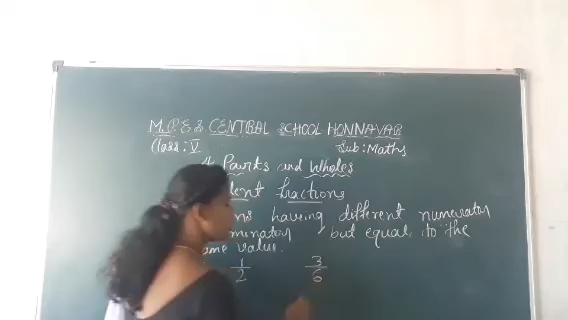 M.P.E.S CENTRAL SCHOOL HONNAVAR
Class : V Sub : Maths
4 Parts and Wholes
fractions
having different numerator
but equal to the
value.
1/2 3/6